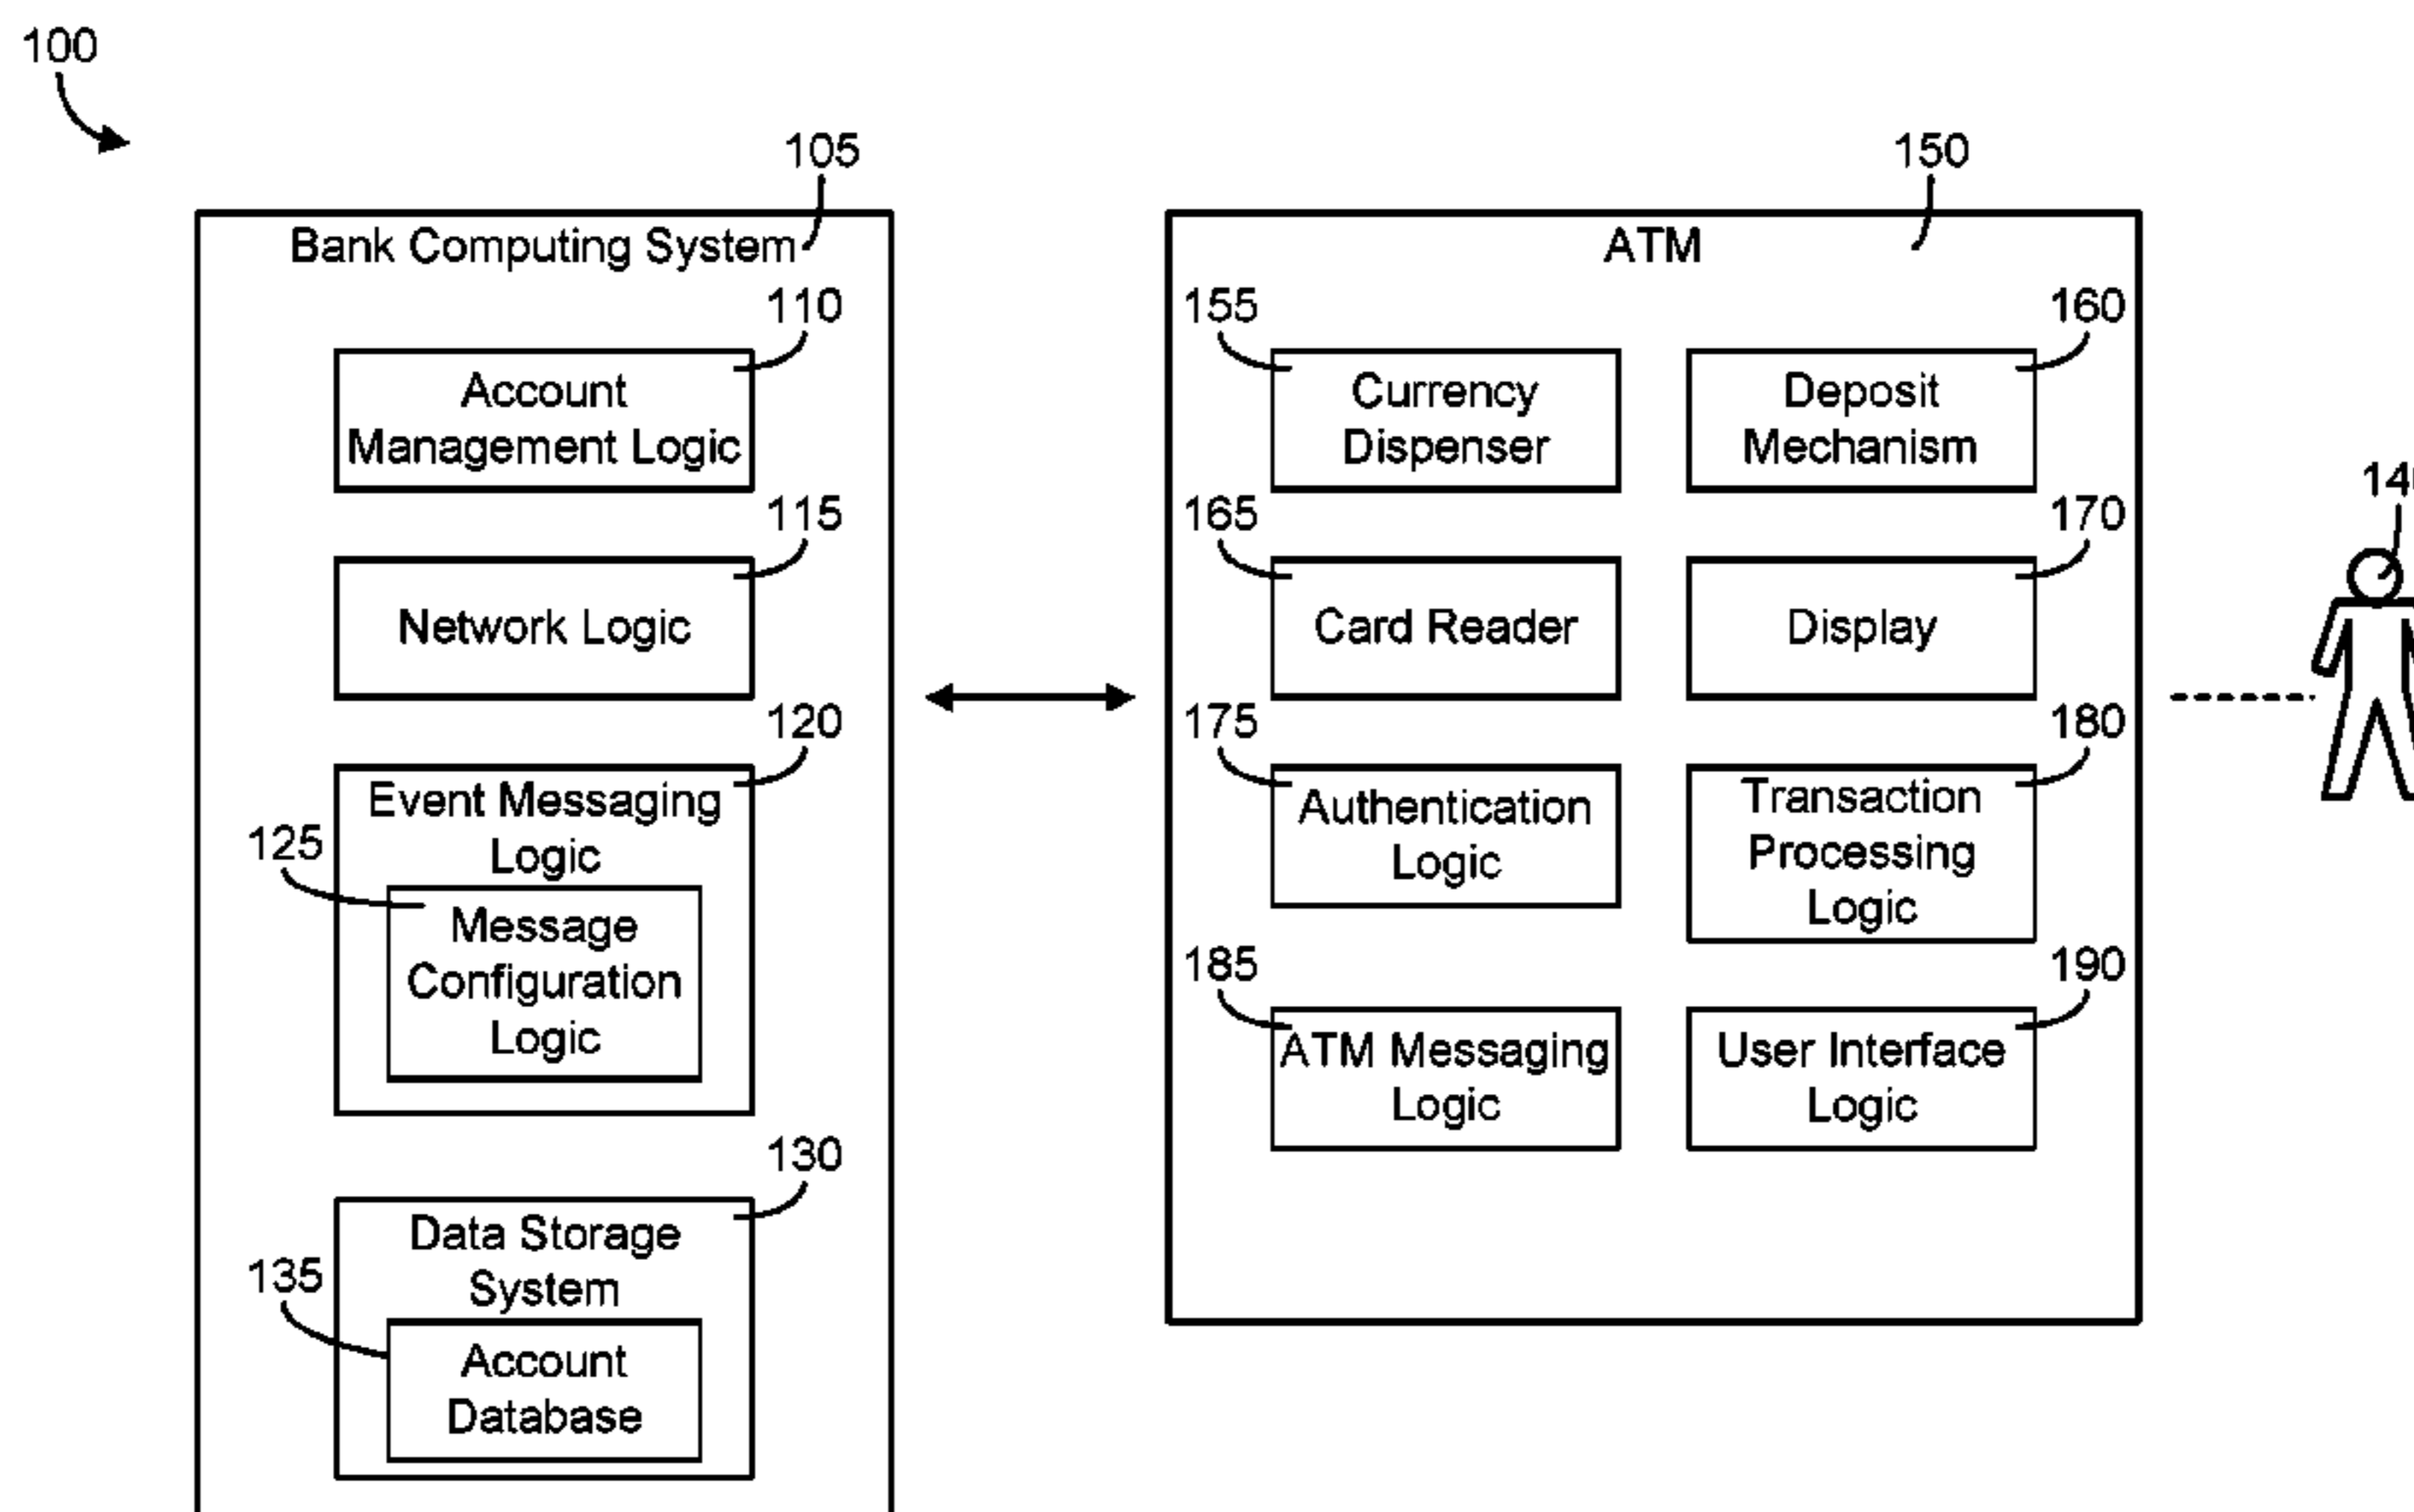 100
105
150
Bank Computing System
ATM
110
155
160
Account
Management Logic
Currency
Dispenser
Deposit
Mechanism
115
165
170
Network Logic
Card Reader
Display
120
175
180
Event Messaging
Logic
125
Message
Configuration
Logic
Authentication
Logic
Transaction
Processing
Logic
185
190
ATM Messaging
Logic
User Interface
Logic
130
Data Storage
System
135
Account
Database